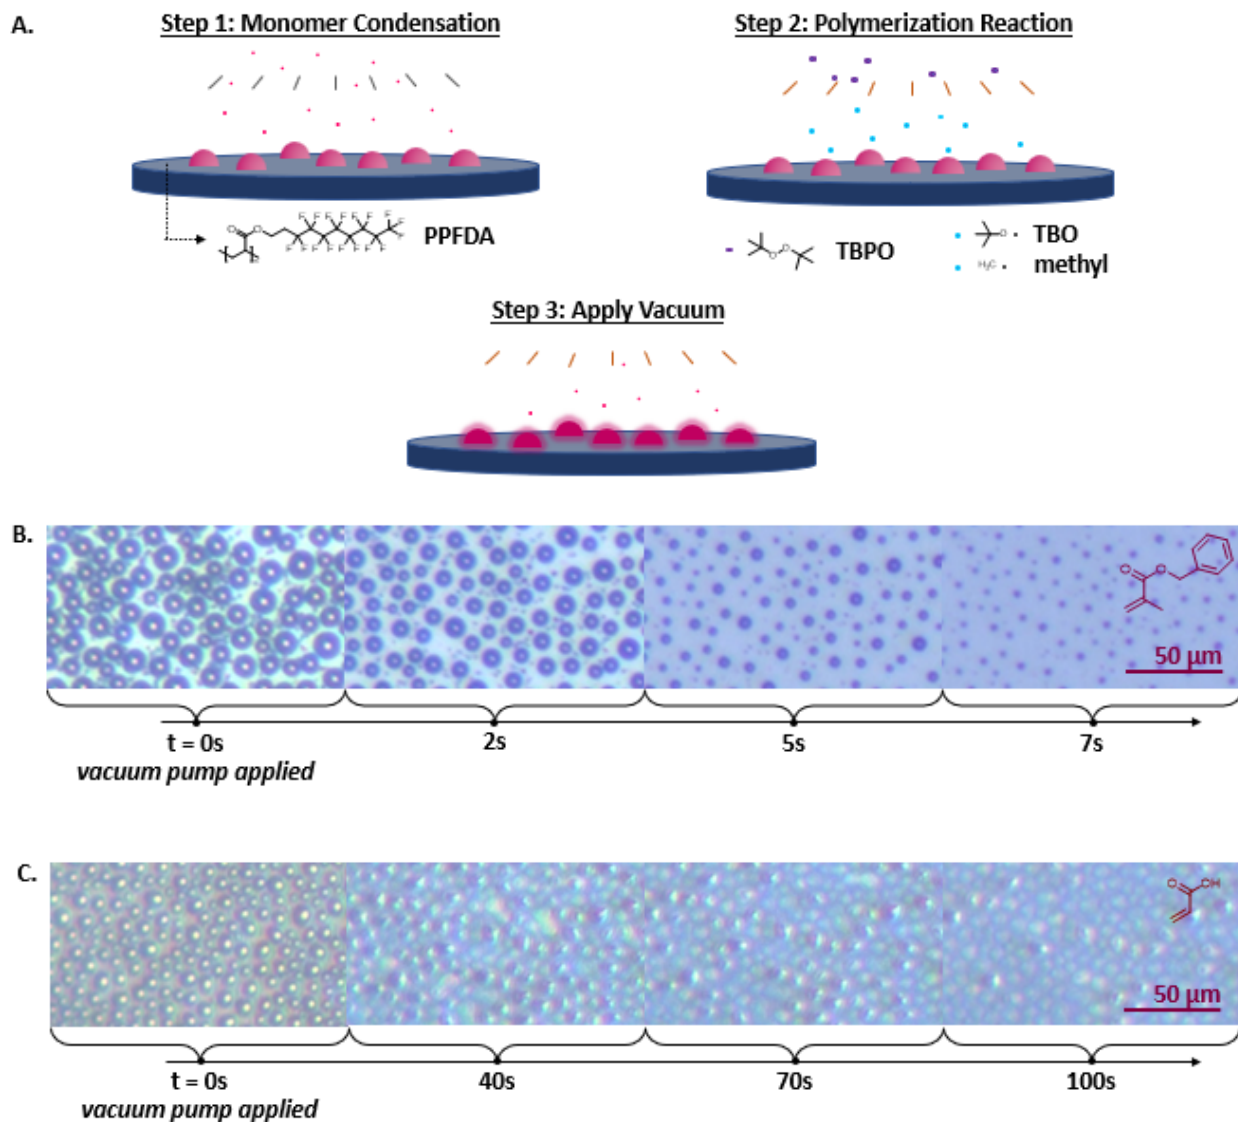 A.
Step 1: Monomer Condensation
Step 2: Polymerization Reaction
PPFDA
TBPO
TBO
H₃C
methyl
Step 3: Apply Vacuum
B.
50 µm
t = 0s
2s
5s
7s
vacuum pump applied
C.
50 µm
t = 0s
40s
70s
100s
vacuum pump applied